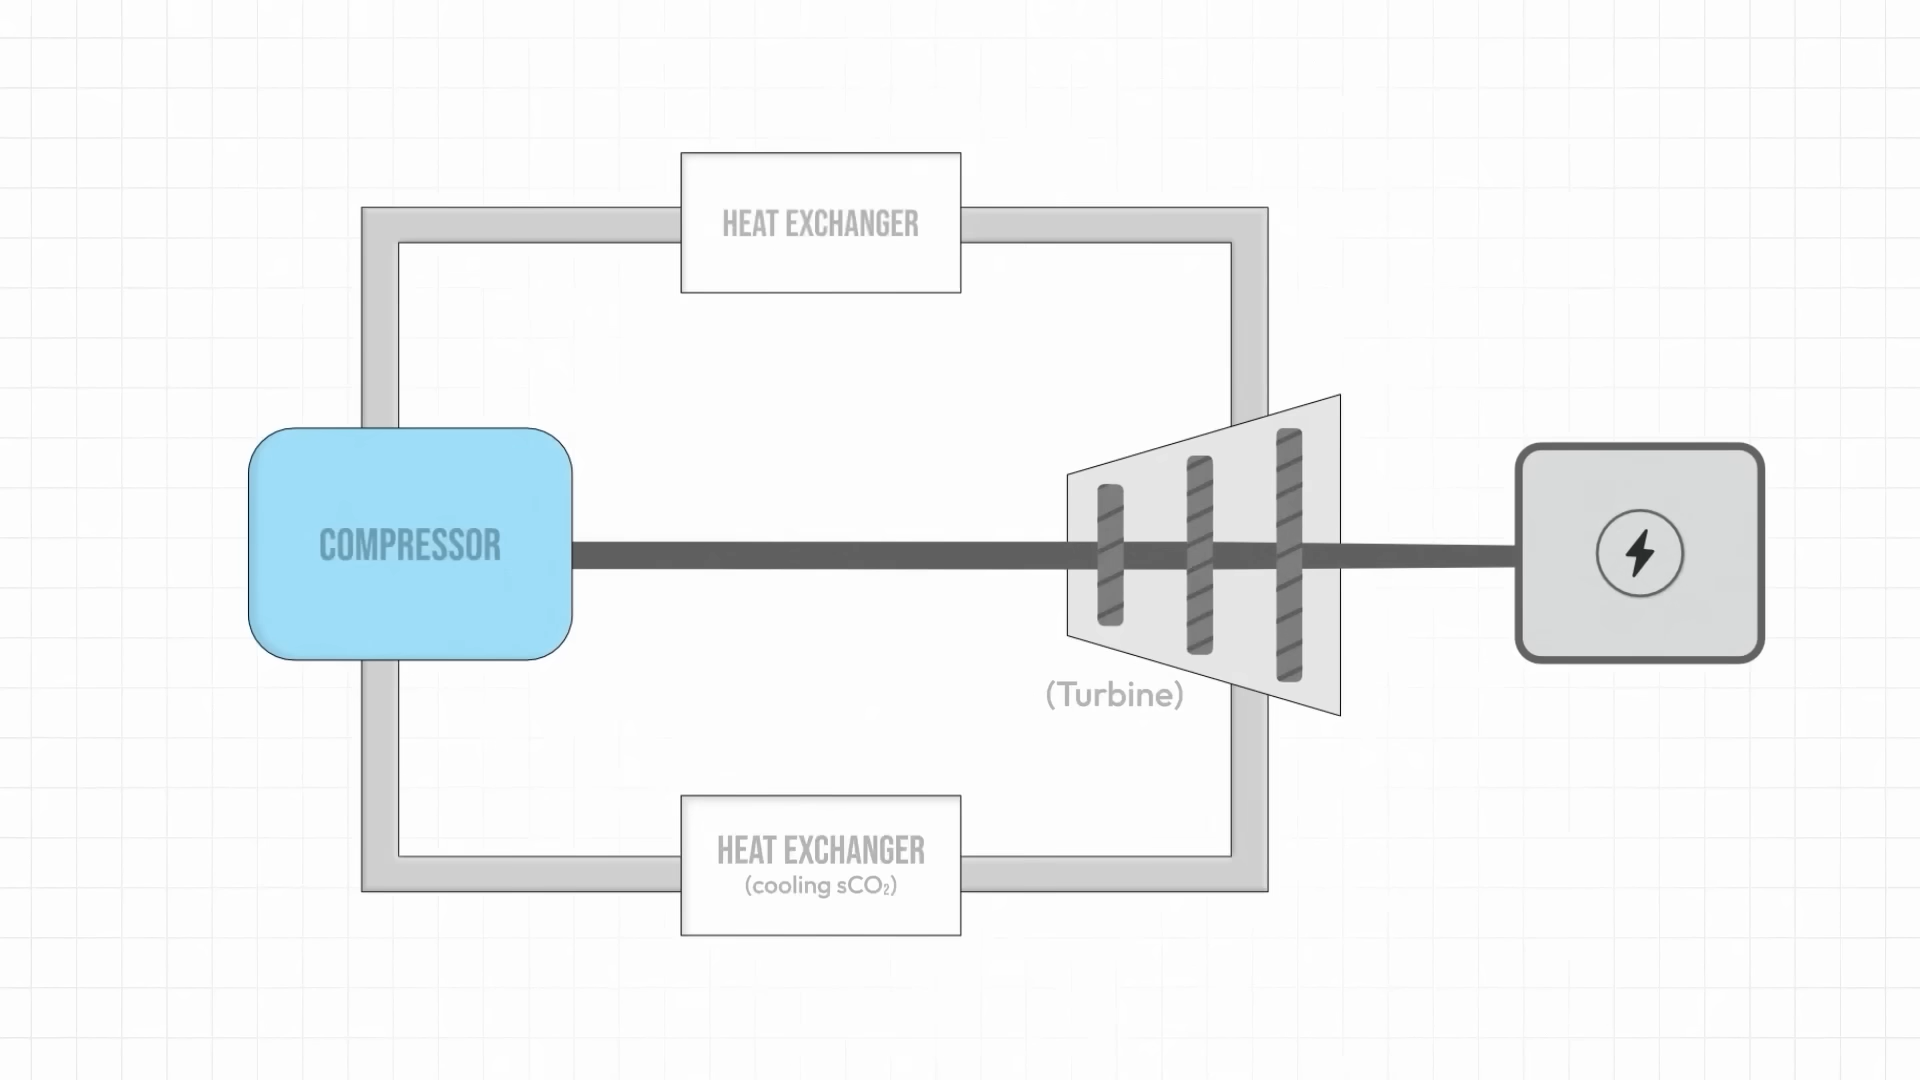 HEAT EXCHANGER
COMPRESSOR
(Turbine)
HEAT EXCHANGER
(cooling sCO₂)